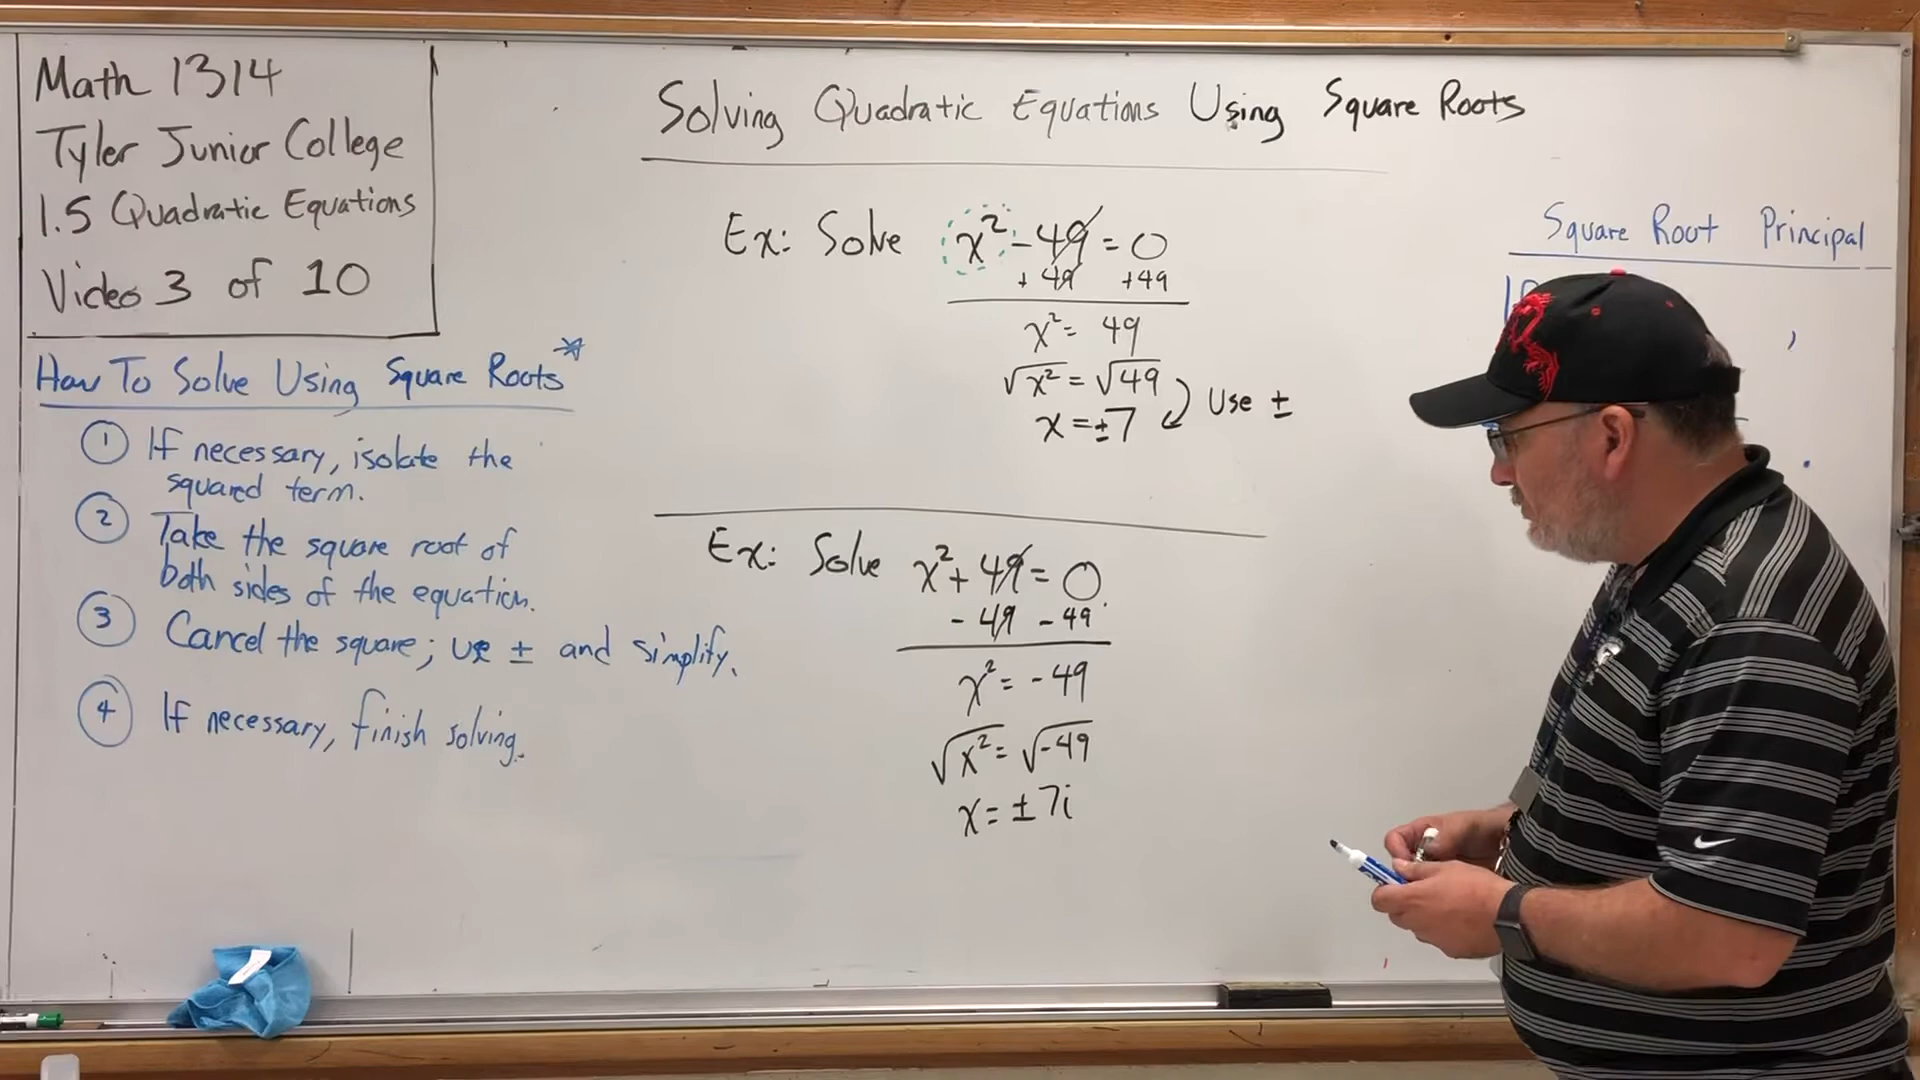 Math 1314
Tyler Junior College
1.5 Quadratic Equations
Video 3 of 10
How To Solve Using Square Roots*
① If necessary, isolate the
squared term.
② Take the square root of
both sides of the equation.
③ Cancel the square; use ± and simplify.
④ If necessary, finish solving.
Solving Quadratic Equations Using Square Roots
Ex: Solve x² - 49 = 0
+ 49 +49
x² = 49
√x² = √49
Use ±
x = ±7
Ex: Solve x² + 49 = 0
- 49 - 49
x² = -49
√x² = √-49
x = ±7i
Square Root Principal